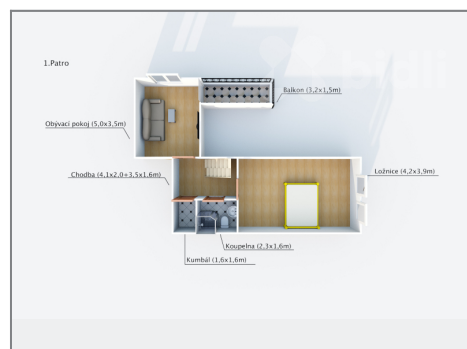 1.Patro
Balkon (3,2x1,5m)
Obývací pokoj (5,0x3,5m)
Chodba (4,1x2,0+3,5x1,6m)
Ložnice (4,2x3,9m)
Koupelna (2,3x1,6m)
Kumbál (1,6x1,6m)